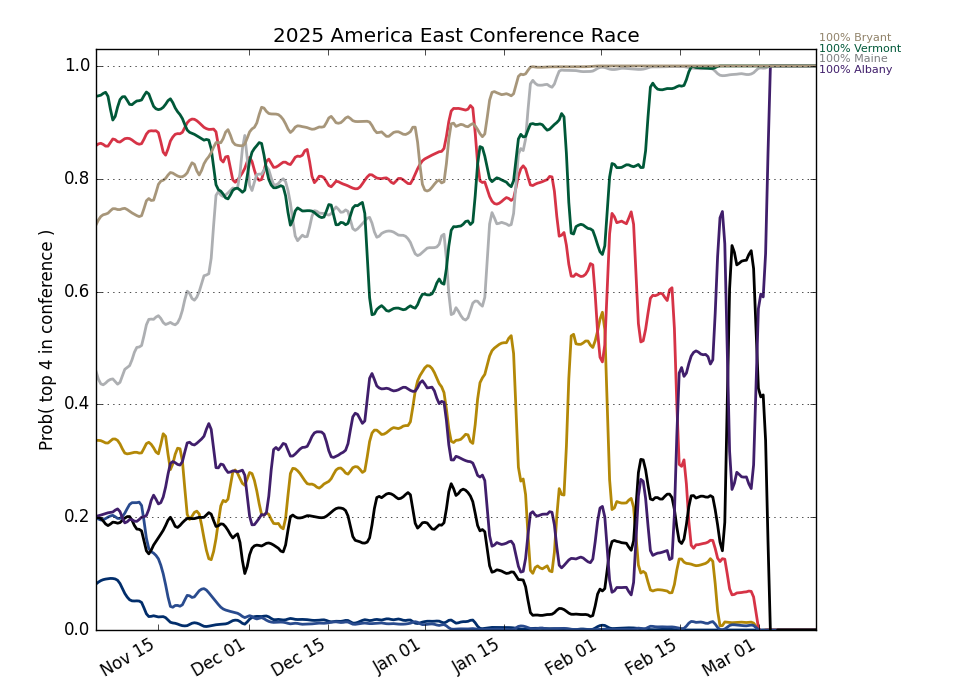 2025 America East Conference Race
100% Bryant
100% Vermont
100% Maine
100% Albany
Prob( top 4 in conference )
1.0
0.8
0.6
0.4
0.2
0.0
Nov 15
Dec 01
Dec 15
Jan 01
Jan 15
Feb 01
Feb 15
Mar 01